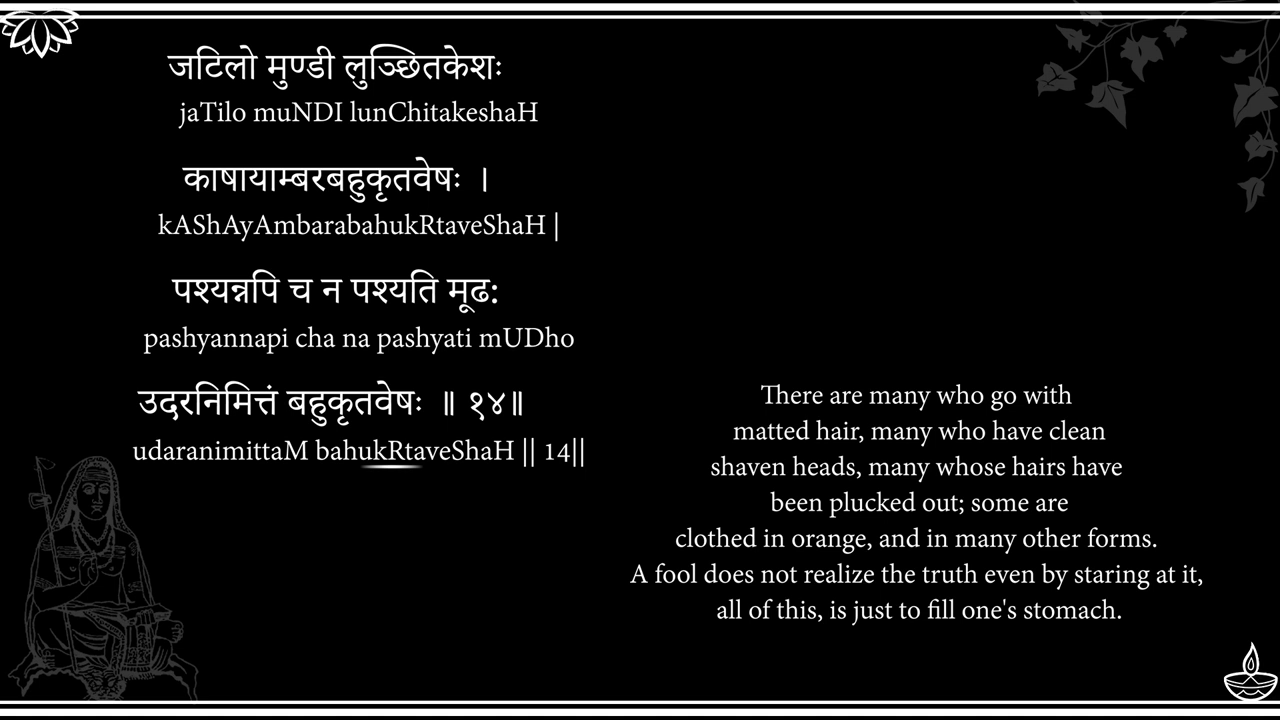 जटिलो मुण्डी लुञ्छितकेशः
jaTilo muNDI lunChitakeshaH
काषायाम्बरबहुकृतवेषः ।
kAShAyAmbarabahukRtaveShaH |
पश्यन्नपि च न पश्यति मूढः
pashyannapi cha na pashyati mUDho
उदरनिमित्तं बहुकृतवेषः ॥ १४॥
udaranimittaM bahukRtaveShaH || 14||
There are many who go with
matted hair, many who have clean
shaven heads, many whose hairs have
been plucked out; some are
clothed in orange, and in many other forms.
A fool does not realize the truth even by staring at it,
all of this, is just to fill one's stomach.